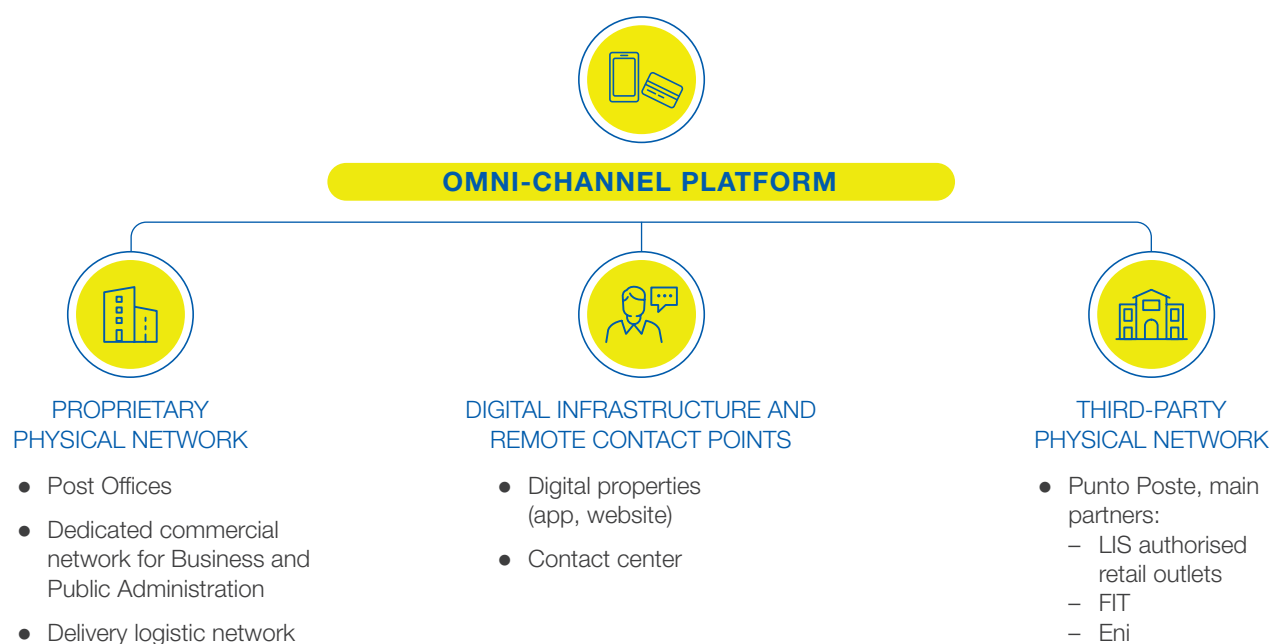 OMNI-CHANNEL PLATFORM
PROPRIETARY
PHYSICAL NETWORK
● Post Offices
● Dedicated commercial
network for Business and
Public Administration
● Delivery logistic network
DIGITAL INFRASTRUCTURE AND
REMOTE CONTACT POINTS
● Digital properties
(app, website)
● Contact center
THIRD-PARTY
PHYSICAL NETWORK
● Punto Poste, main
partners:
– LIS authorised
retail outlets
– FIT
– Eni